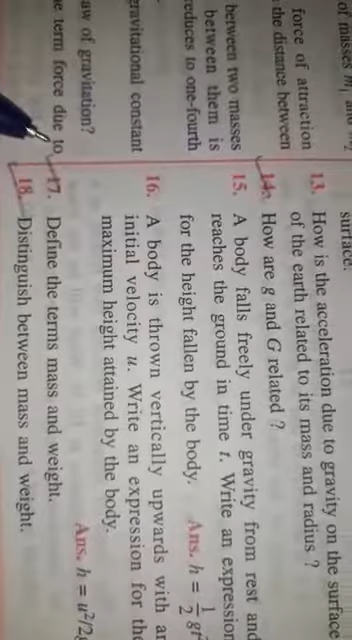 of masses m₁ and m₂
force of attraction
the distance between
between two masses
between them is
reduces to one-fourth
gravitational constant
law of gravitation?
term force due to
surface.
13. How is the acceleration due to gravity on the surface
of the earth related to its mass and radius ?
14. How are g and G related ?
15. A body falls freely under gravity from rest and
reaches the ground in time t. Write an expression
for the height fallen by the body. Ans. h = 1/2 gt²
16. A body is thrown vertically upwards with an
initial velocity u. Write an expression for the
maximum height attained by the body.
Ans. h = u²/2g
17. Define the terms mass and weight.
18. Distinguish between mass and weight.